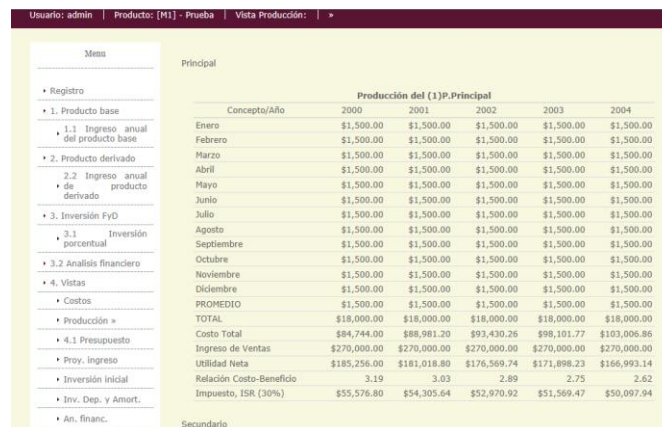 Usuario: admin | Producto: [M1] - Prueba | Vista Producción: | »
Menu
Registro
1. Producto base
1.1 Ingreso anual
del producto base
2. Producto derivado
2.2 Ingreso anual
de producto
derivado
3. Inversión FyD
3.1 Inversión
porcentual
3.2 Analisis financiero
4. Vistas
Costos
Producción »
4.1 Presupuesto
Proy. ingreso
Inversión inicial
Inv. Dep. y Amort.
An. financ.
Principal
Producción del (1)P.Principal
Concepto/Año 2000 2001 2002 2003 2004
Enero $1,500.00 $1,500.00 $1,500.00 $1,500.00 $1,500.00
Febrero $1,500.00 $1,500.00 $1,500.00 $1,500.00 $1,500.00
Marzo $1,500.00 $1,500.00 $1,500.00 $1,500.00 $1,500.00
Abril $1,500.00 $1,500.00 $1,500.00 $1,500.00 $1,500.00
Mayo $1,500.00 $1,500.00 $1,500.00 $1,500.00 $1,500.00
Junio $1,500.00 $1,500.00 $1,500.00 $1,500.00 $1,500.00
Julio $1,500.00 $1,500.00 $1,500.00 $1,500.00 $1,500.00
Agosto $1,500.00 $1,500.00 $1,500.00 $1,500.00 $1,500.00
Septiembre $1,500.00 $1,500.00 $1,500.00 $1,500.00 $1,500.00
Octubre $1,500.00 $1,500.00 $1,500.00 $1,500.00 $1,500.00
Noviembre $1,500.00 $1,500.00 $1,500.00 $1,500.00 $1,500.00
Diciembre $1,500.00 $1,500.00 $1,500.00 $1,500.00 $1,500.00
PROMEDIO $1,500.00 $1,500.00 $1,500.00 $1,500.00 $1,500.00
TOTAL $18,000.00 $18,000.00 $18,000.00 $18,000.00 $18,000.00
Costo Total $84,744.00 $88,981.20 $93,430.26 $98,101.77 $103,006.86
Ingreso de Ventas $270,000.00 $270,000.00 $270,000.00 $270,000.00 $270,000.00
Utilidad Neta $185,256.00 $181,018.80 $176,569.74 $171,898.23 $166,993.14
Relación Costo-Beneficio 3.19 3.03 2.89 2.75 2.62
Impuesto, ISR (30%) $55,576.80 $54,305.64 $52,970.92 $51,569.47 $50,097.94
Secundario